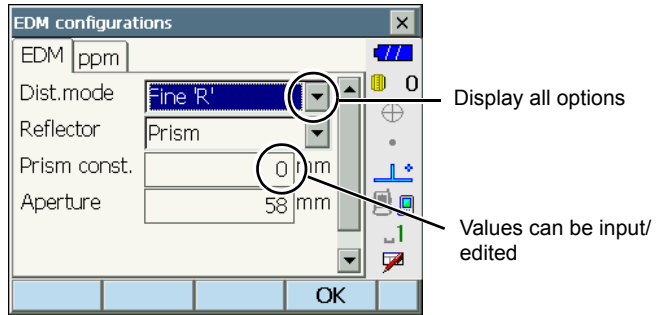 EDM configurations
EDM ppm
Dist.mode Fine 'R'
Reflector Prism
Prism const. 0 mm
Aperture 58 mm
OK
0
1
Display all options
Values can be input/
edited